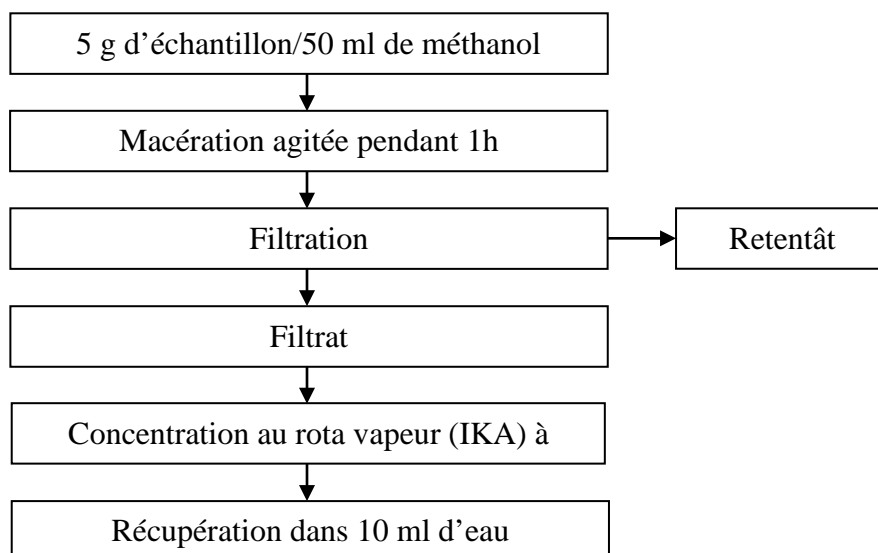 5 g d’échantillon/50 ml de méthanol
Macération agitée pendant 1h
Filtration
Retentât
Filtrat
Concentration au rota vapeur (IKA) à
Récupération dans 10 ml d’eau